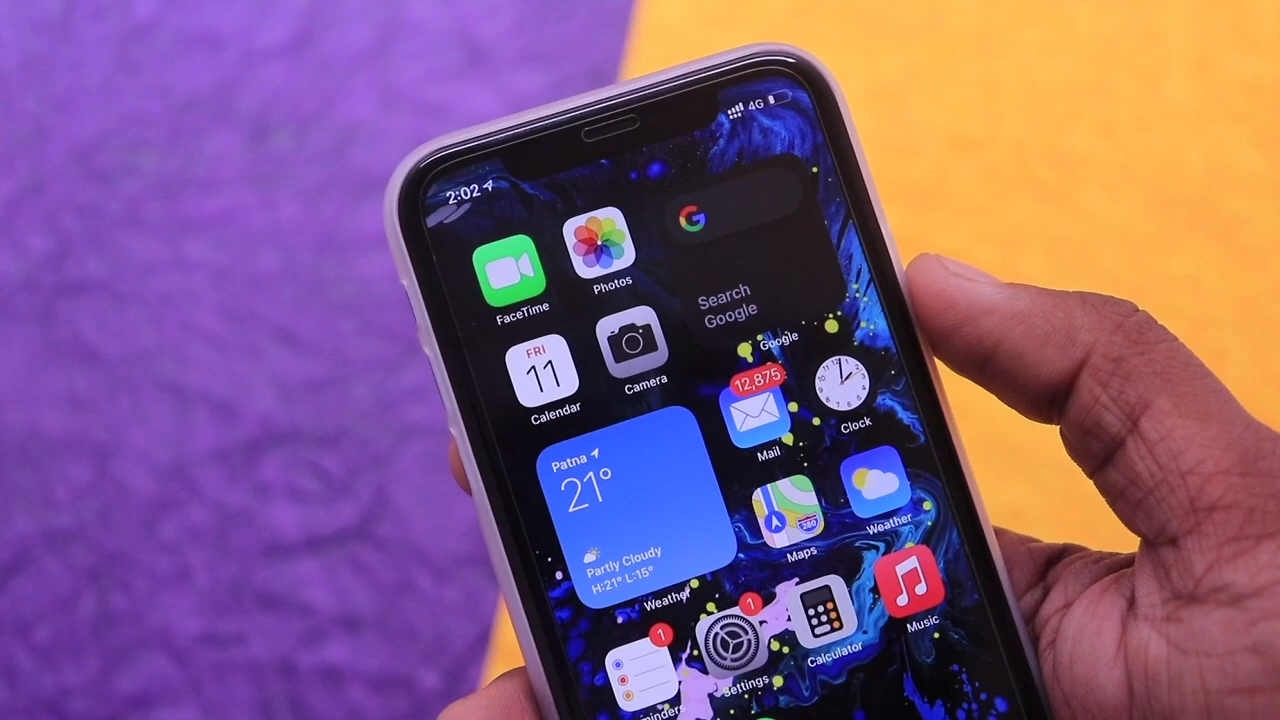 2:02
4G
FaceTime
Photos
Search
Google
Google
FRI
11
Calendar
Camera
12,875
Mail
Clock
Patna
21°
Partly Cloudy
H:21° L:15°
Weather
280
Maps
Weather
1
1
Settings
Calculator
Music